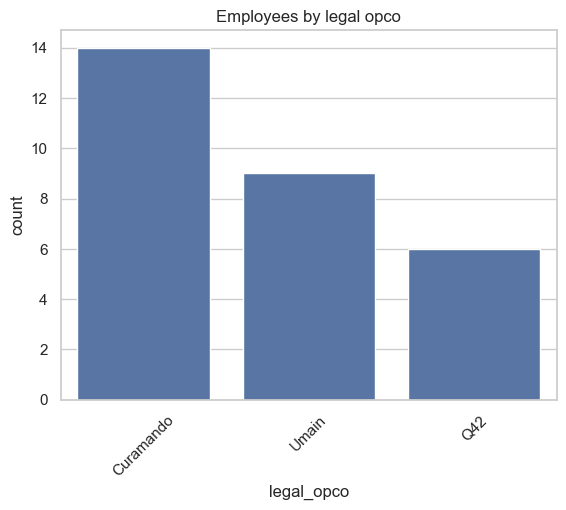 Employees by legal opco
14
12
10
8
6
4
2
0
count
Curamando
Umain
Q42
legal_opco